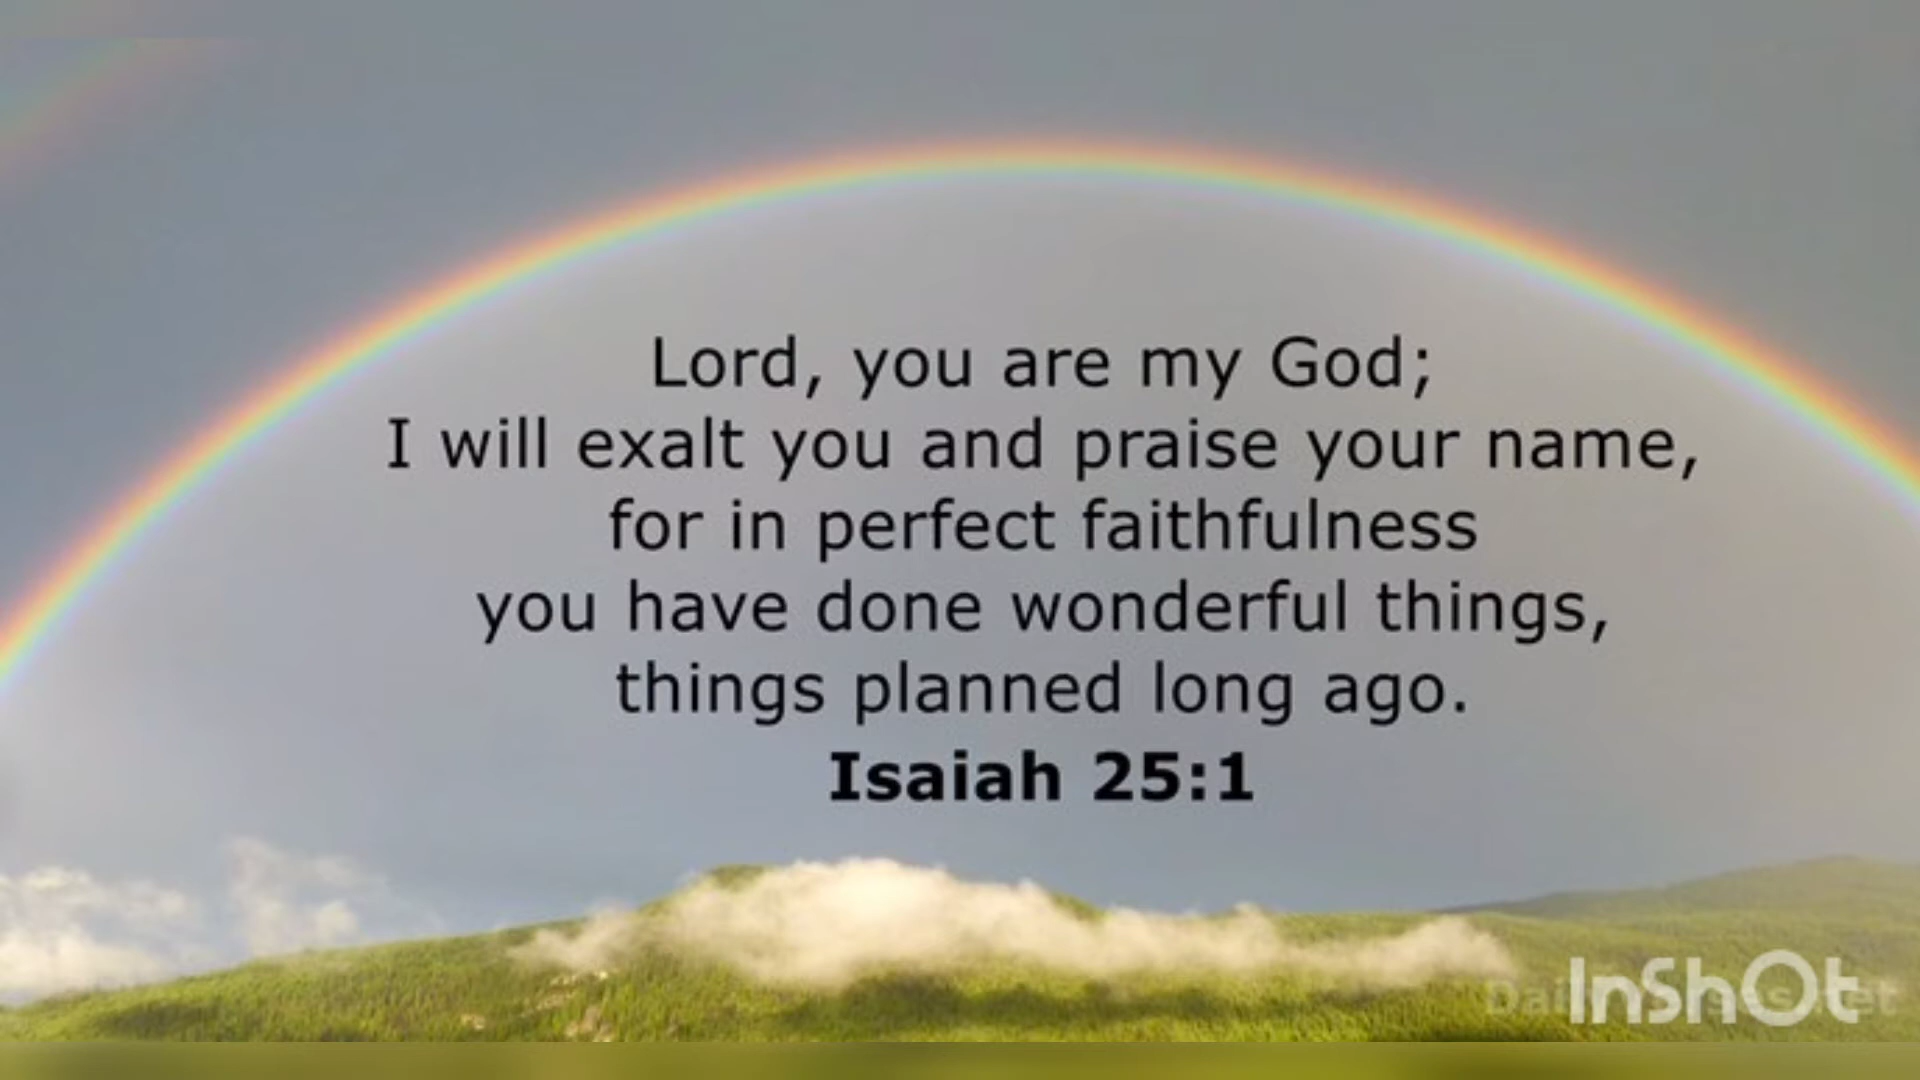 Lord, you are my God;
I will exalt you and praise your name,
for in perfect faithfulness
you have done wonderful things,
things planned long ago.
Isaiah 25:1
InShOt